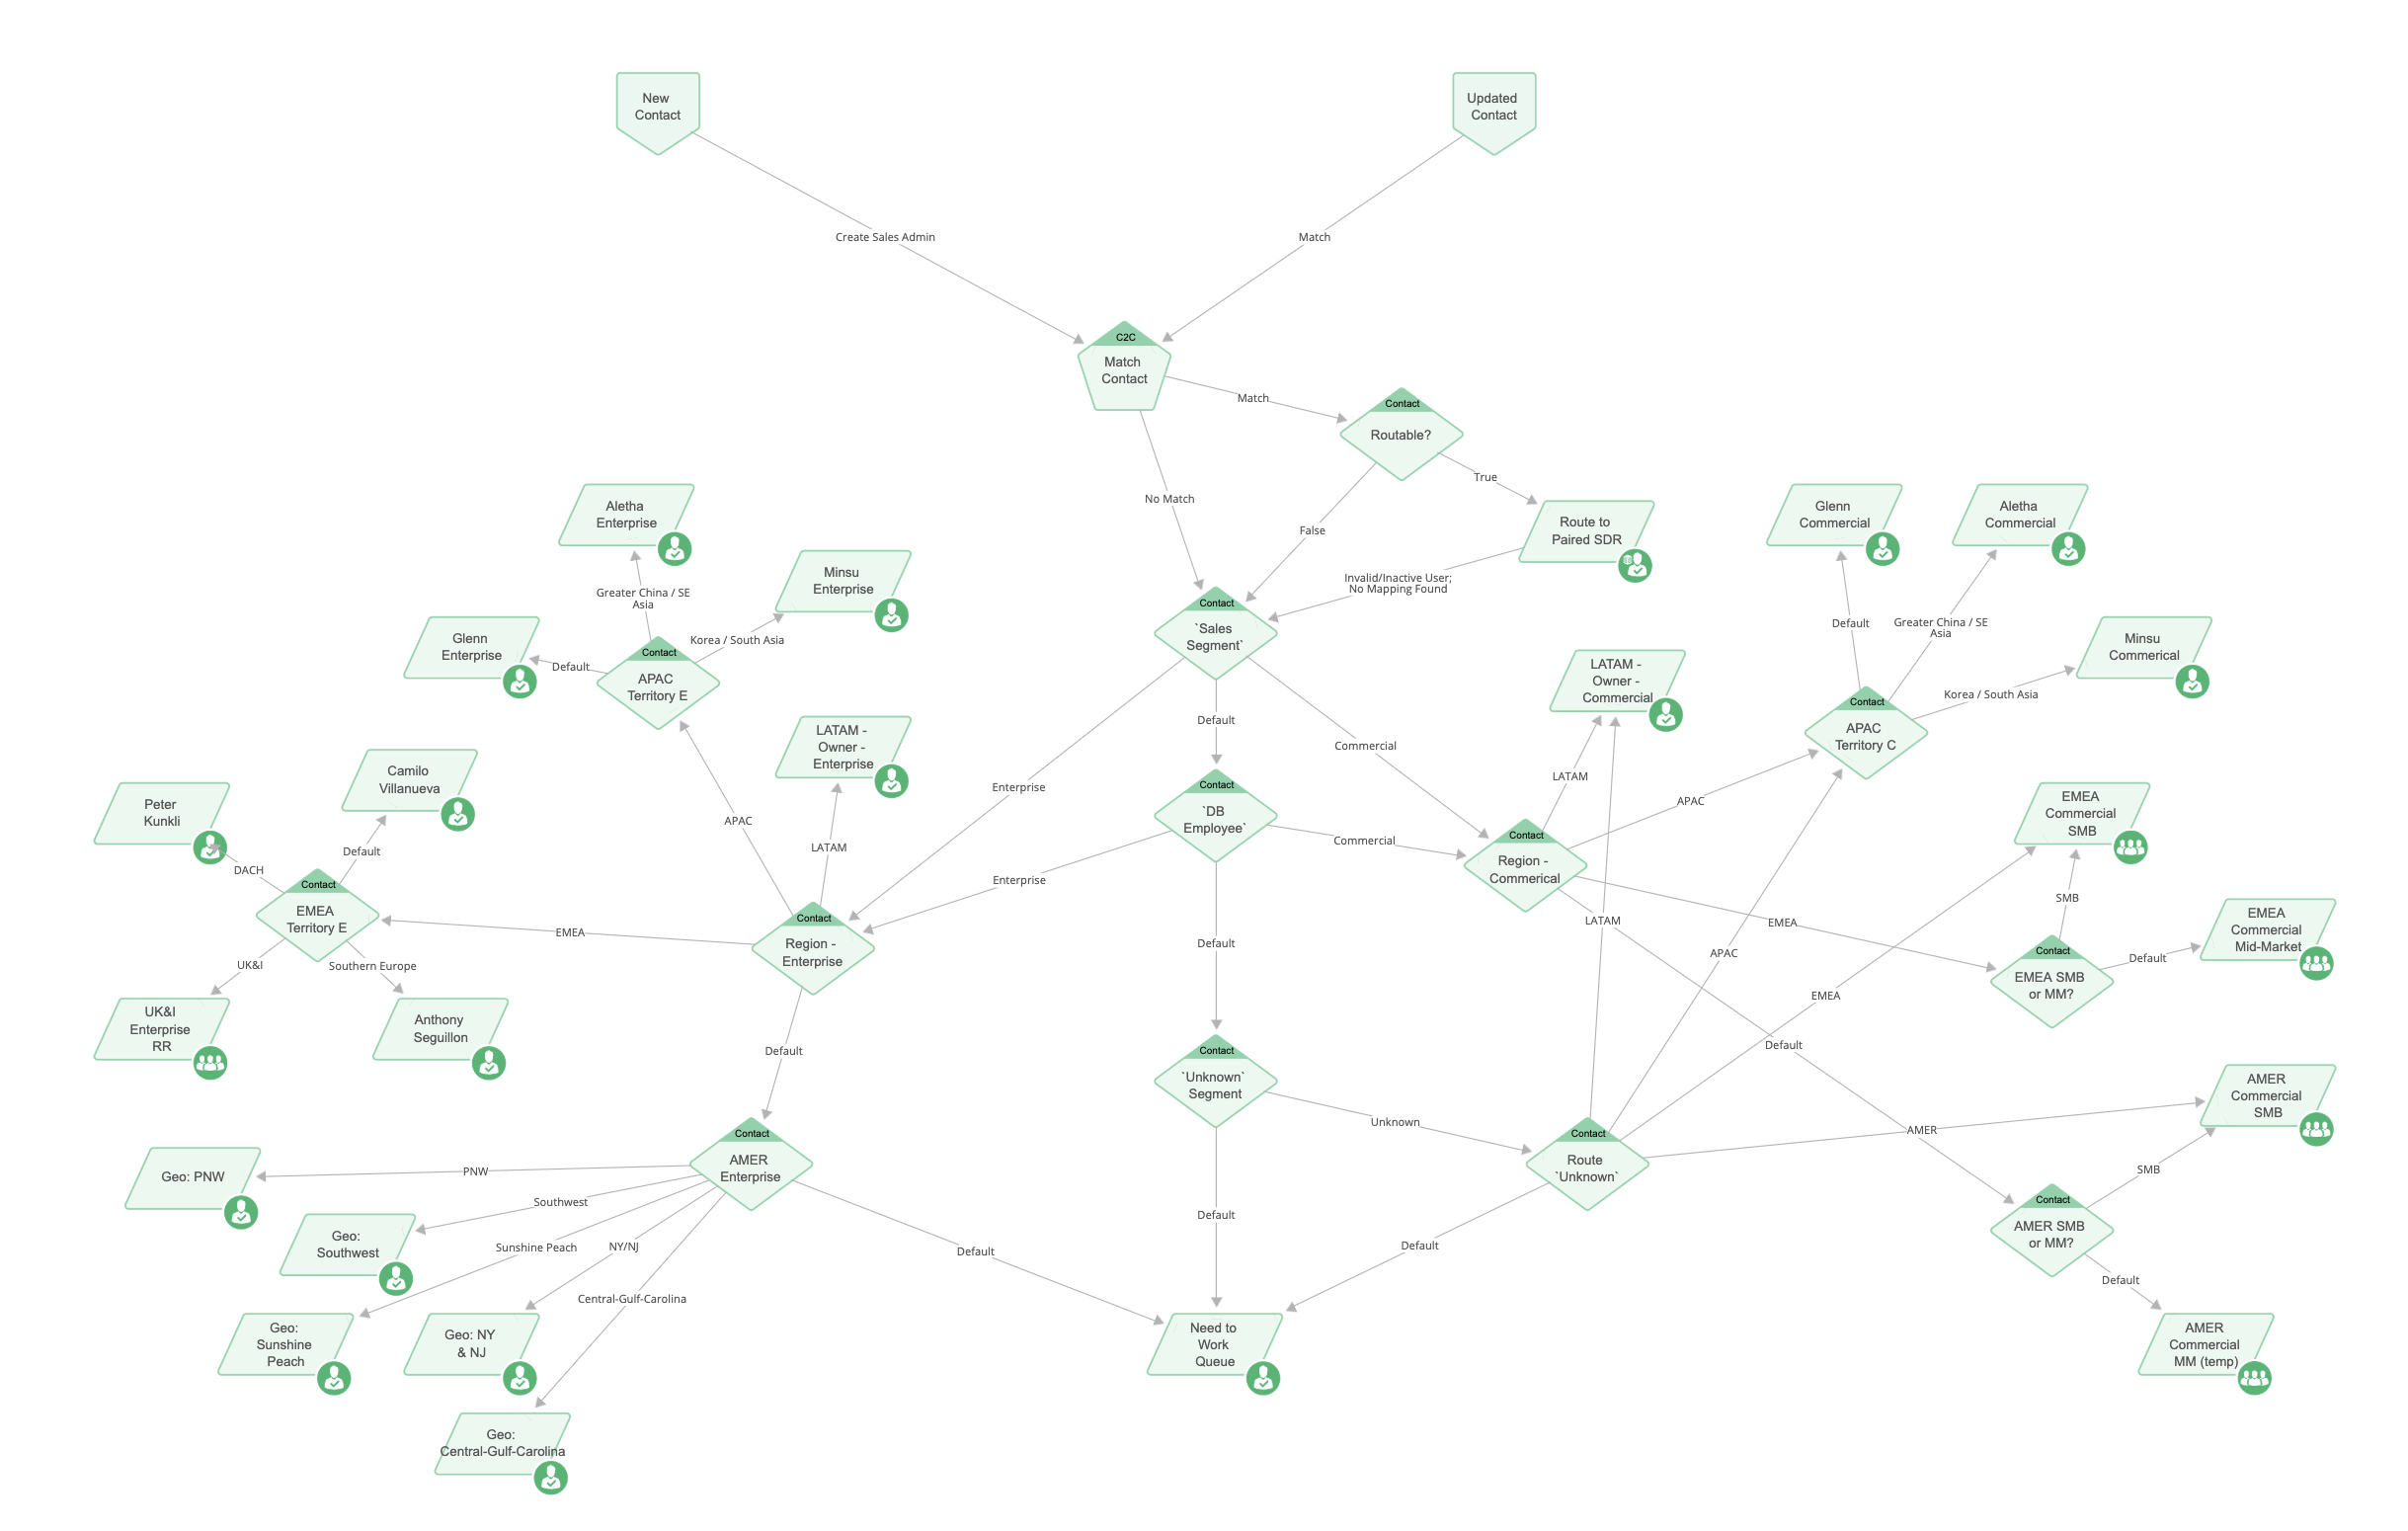 New
Contact
Updated
Contact
Create Sales Admin
Match
C2C
Match
Contact
Match
Contact
Routable?
No Match
True
False
Route to
Paired SDR
Invalid/Inactive User;
No Mapping Found
Aletha
Enterprise
Minsu
Enterprise
Greater China / SE
Asia
Glenn
Enterprise
Default
Korea / South Asia
Contact
APAC
Territory E
Contact
`Sales
Segment`
Glenn
Commercial
Aletha
Commercial
Default
Greater China / SE
Asia
Minsu
Commerical
Korea / South Asia
Contact
APAC
Territory C
LATAM -
Owner -
Commercial
LATAM -
Owner -
Enterprise
Default
Enterprise
Commercial
LATAM
APAC
Camilo
Villanueva
Peter
Kunkli
Default
DACH
APAC
LATAM
Contact
`DB
Employee`
Commercial
Enterprise
Contact
Region -
Commerical
EMEA
Commercial
SMB
SMB
EMEA
Commercial
Mid-Market
Default
Contact
EMEA SMB
or MM?
Contact
EMEA
Territory E
UK&I
Southern Europe
EMEA
Contact
Region -
Enterprise
Default
LATAM
EMEA
APAC
EMEA
Default
UK&I
Enterprise
RR
Anthony
Seguillon
Default
Contact
`Unknown`
Segment
Unknown
AMER
Commercial
SMB
AMER
Contact
AMER
Enterprise
Contact
Route
`Unknown`
SMB
Geo: PNW
PNW
Southwest
Geo:
Southwest
Sunshine Peach
NY/NJ
Central-Gulf-Carolina
Default
Default
Default
Contact
AMER SMB
or MM?
Default
Geo:
Sunshine
Peach
Geo: NY
& NJ
Need to
Work
Queue
AMER
Commercial
MM (temp)
Geo:
Central-Gulf-Carolina